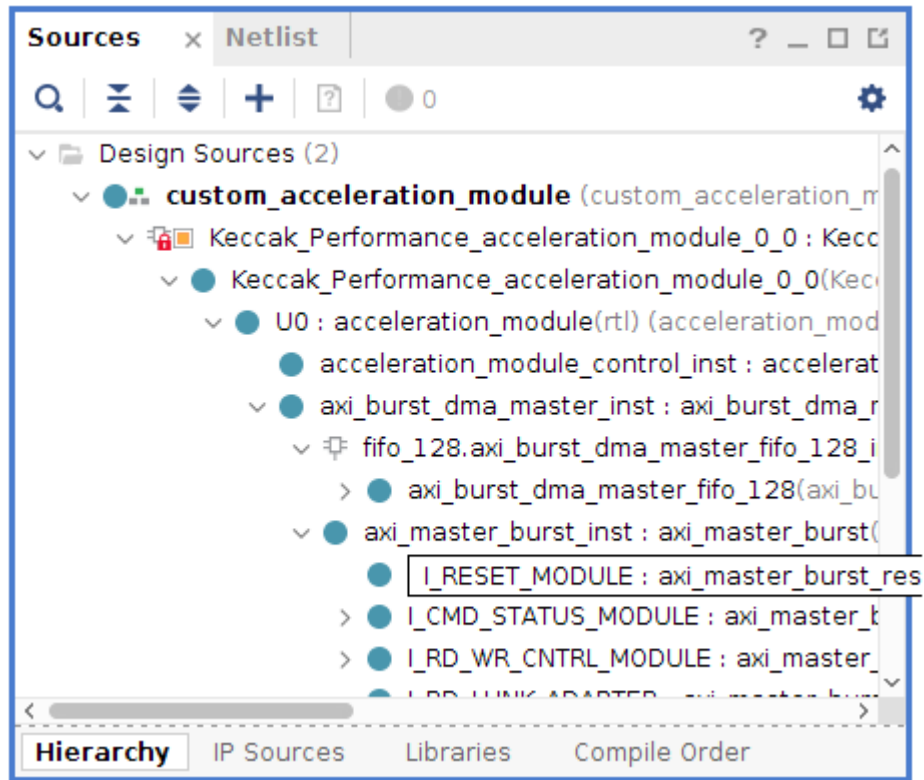 Sources × Netlist ?
? 0
Design Sources (2)
custom_acceleration_module (custom_acceleration_m
Keccak_Performance_acceleration_module_0_0 : Kecc
Keccak_Performance_acceleration_module_0_0(Kec
U0 : acceleration_module(rtl) (acceleration_mod
acceleration_module_control_inst : accelerat
axi_burst_dma_master_inst : axi_burst_dma_r
fifo_128.axi_burst_dma_master_fifo_128_i
axi_burst_dma_master_fifo_128(axi_bu
axi_master_burst_inst : axi_master_burst(
I_RESET_MODULE : axi_master_burst_res
I_CMD_STATUS_MODULE : axi_master_b
I_RD_WR_CNTRL_MODULE : axi_master_
Hierarchy IP Sources Libraries Compile Order